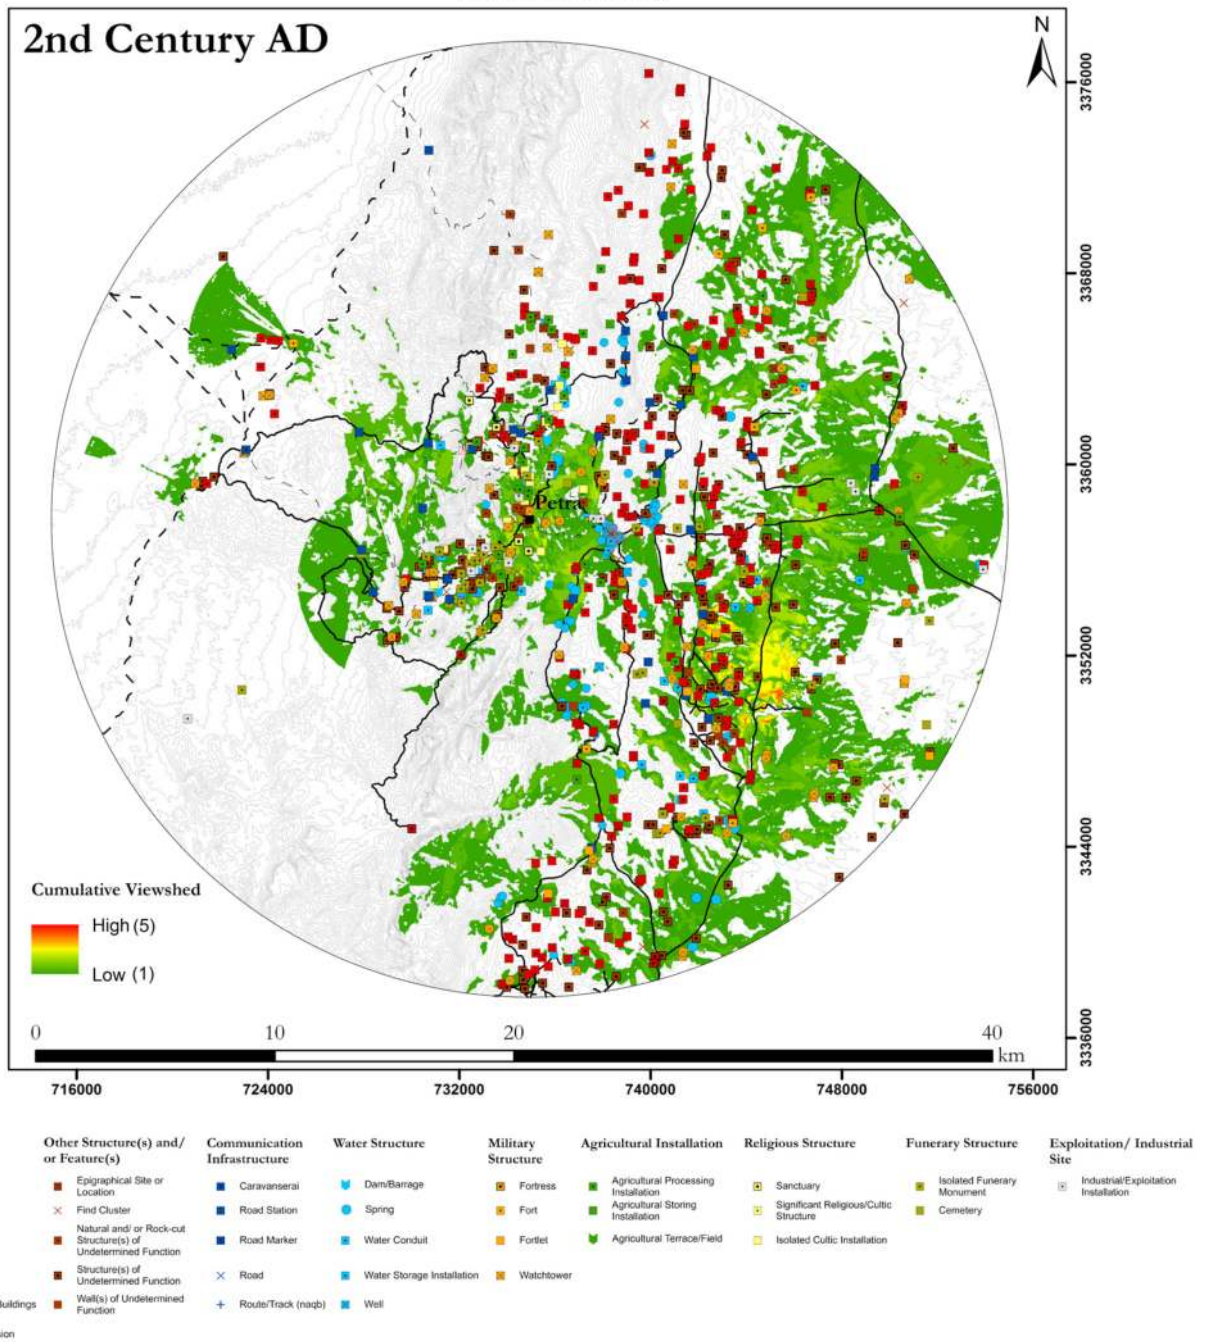 2nd Century AD
N
3376000
3368000
3360000
3352000
3344000
3336000
Petra
Cumulative Viewshed
High (5)
Low (1)
0 10 20 40
km
716000 724000 732000 740000 748000 756000
Other Structure(s) and/
or Feature(s)
Epigraphical Site or
Location
Find Cluster
Natural and/ or Rock-cut
Structure(s) of
Undetermined Function
Structure(s) of
Undetermined Function
Wall(s) of Undetermined
Function
Communication
Infrastructure
Caravanserai
Road Station
Road Marker
Road
Route/Track (naqb)
Water Structure
Dam/Barrage
Spring
Water Conduit
Water Storage Installation
Well
Military
Structure
Fortress
Fort
Fortlet
Watchtower
Agricultural Installation
Agricultural Processing
Installation
Agricultural Storing
Installation
Agricultural Terrace/Field
Religious Structure
Sanctuary
Significant Religious/Cultic
Structure
Isolated Cultic Installation
Funerary Structure
Isolated Funerary
Monument
Cemetery
Exploitation/ Industrial
Site
Industrial/Exploitation
Installation